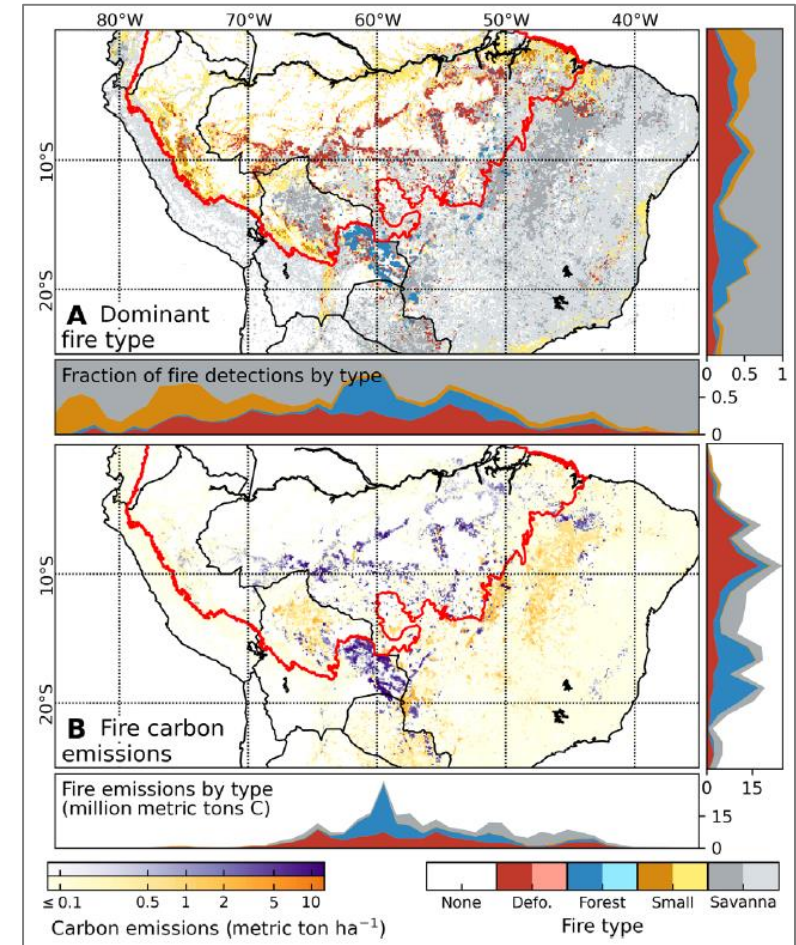 80°W 70°W 60°W 50°W 40°W
10°S
20°S
A Dominant
fire type
0 0.5 1
Fraction of fire detections by type
0.5
0
10°S
20°S
B Fire carbon
emissions
0 15
Fire emissions by type
(million metric tons C)
15
0
≤ 0.1 0.5 1 2 5 10
Carbon emissions (metric ton ha⁻¹)
None Defo. Forest Small Savanna
Fire type